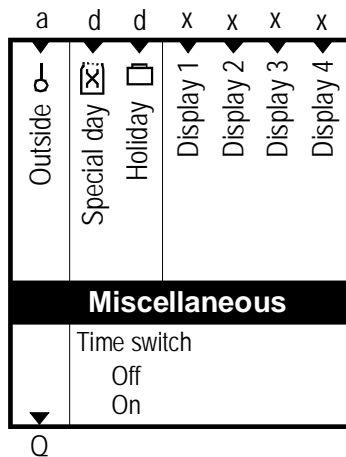 a d d x x x x
Outside
Special day
Holiday
Display 1
Display 2
Display 3
Display 4
Miscellaneous
Time switch
Off
On
Q